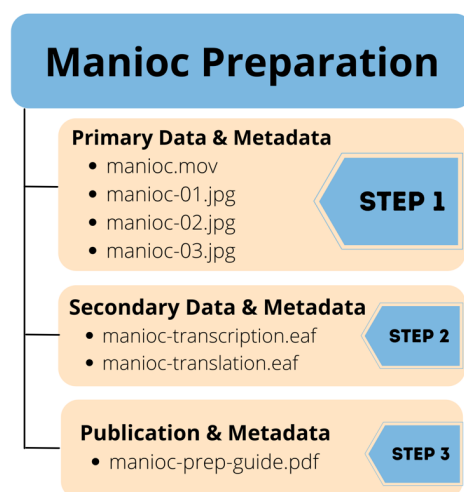 Manioc Preparation
Primary Data & Metadata
• manioc.mov
• manioc-01.jpg
• manioc-02.jpg
• manioc-03.jpg
STEP 1
Secondary Data & Metadata
• manioc-transcription.eaf
• manioc-translation.eaf
STEP 2
Publication & Metadata
• manioc-prep-guide.pdf
STEP 3